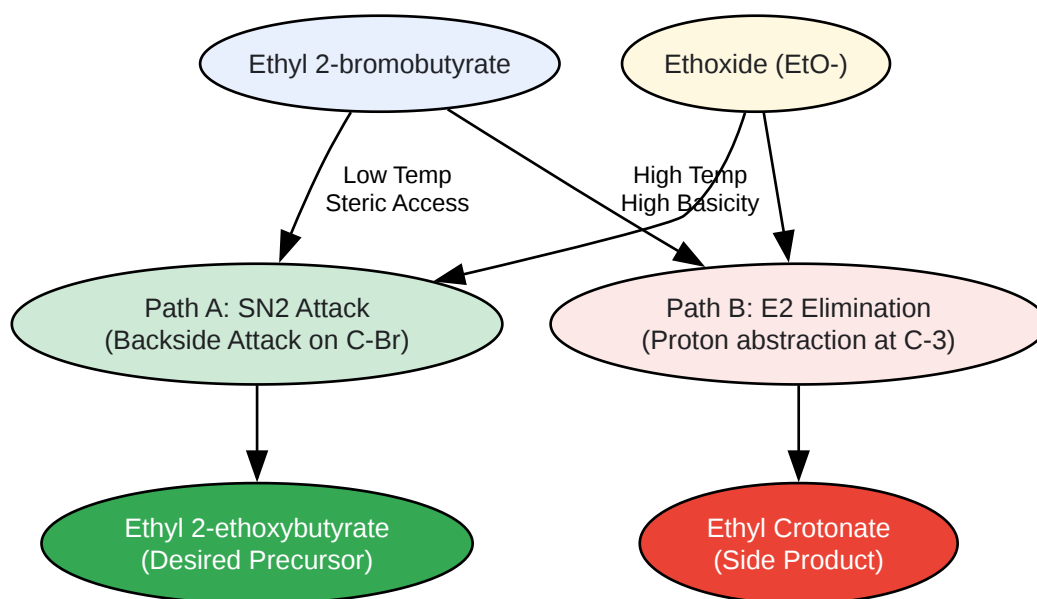 Ethyl 2-bromobutyrate
Ethoxide (EtO-)
Low Temp
Steric Access
High Temp
High Basicity
Path A: SN2 Attack
(Backside Attack on C-Br)
Path B: E2 Elimination
(Proton abstraction at C-3)
Ethyl 2-ethoxybutyrate
(Desired Precursor)
Ethyl Crotonate
(Side Product)